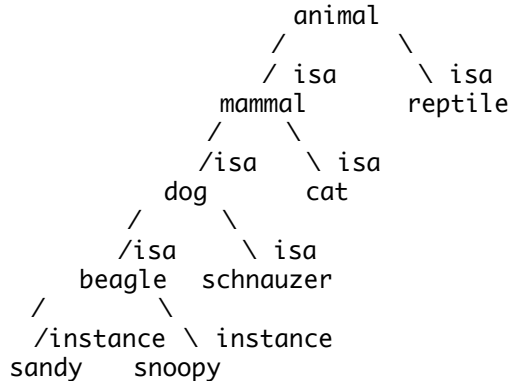 animal
/ \
/ isa \ isa
mammal reptile
/ \
/isa \ isa
dog cat
/ \
/isa \ isa
beagle schnauzer
/ \
/instance \ instance
sandy snoopy